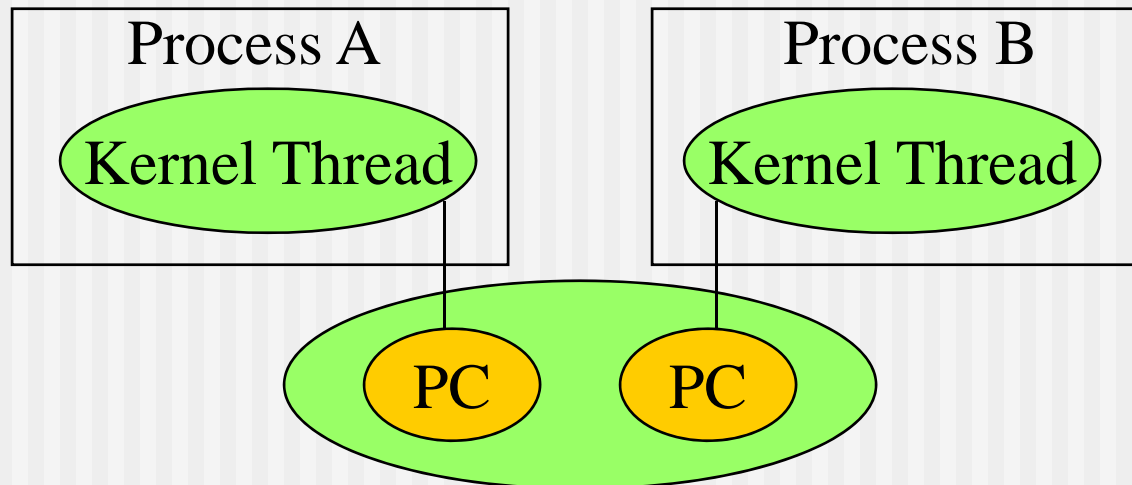 Process A
Process B
Kernel Thread
Kernel Thread
PC
PC